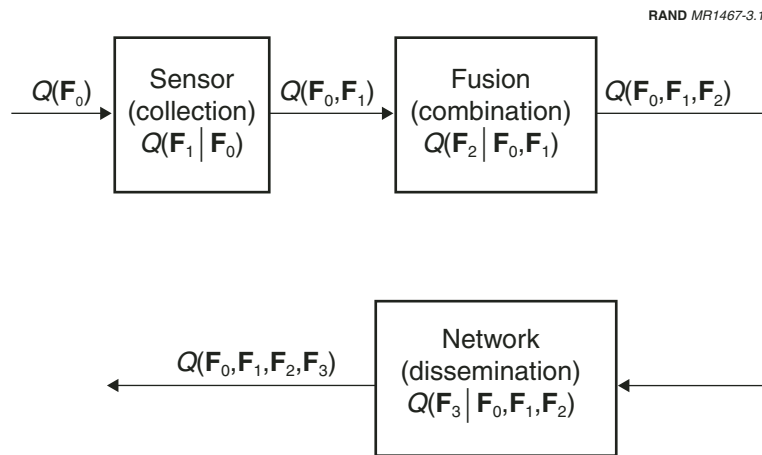 RAND MR1467-3.1
Q(F₀)
Sensor
(collection)
Q(F₁ | F₀)
Q(F₀,F₁)
Fusion
(combination)
Q(F₂ | F₀,F₁)
Q(F₀,F₁,F₂)
Q(F₀,F₁,F₂,F₃)
Network
(dissemination)
Q(F₃ | F₀,F₁,F₂)